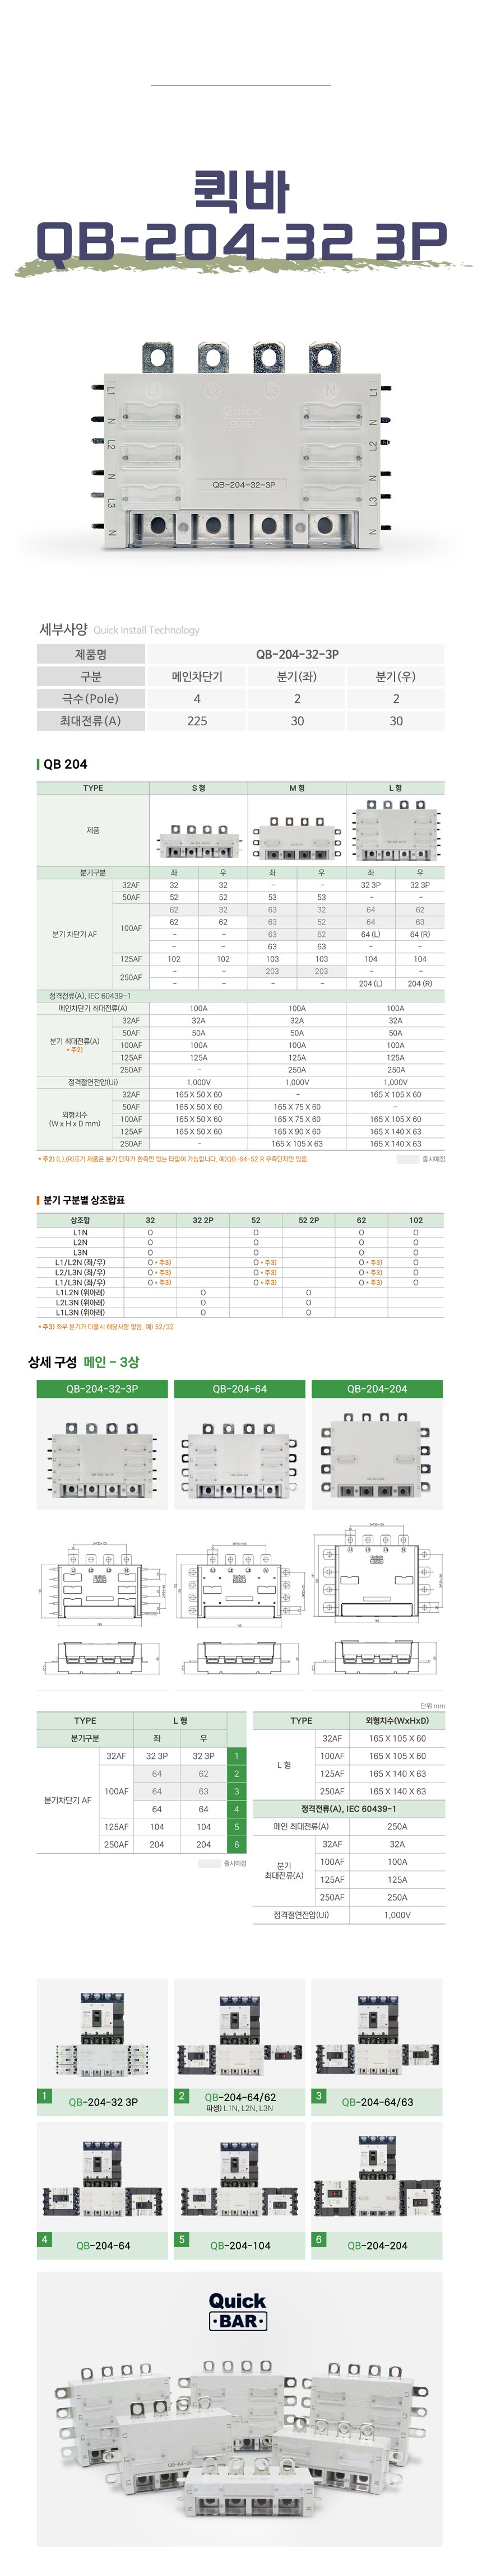 퀵바
QB-204-32 3P
L1 L2 L3 N
Quick
BAR
L1
N
L2
N
L3
N
L1
N
L2
N
L3
N
QB-204-32-3P
세부사양 Quick Install Technology
제품명 QB-204-32-3P
구분 메인차단기 분기(좌) 분기(우)
극수(Pole) 4 2 2
최대전류(A) 225 30 30
QB 204
TYPE S 형 M 형 L 형
제품
분기구분 좌 우 좌 우 좌 우
분기 차단기 AF
32AF 32 32 - - 32 3P 32 3P
50AF 52 52 53 53 - -
100AF 62 32 63 32 64 62
62 62 63 52 64 63
- - 63 62 64 (L) 64 (R)
- - 63 63 - -
125AF 102 102 103 103 104 104
250AF - - 203 203 - -
- - - - 204 (L) 204 (R)
정격전류(A), IEC 60439-1
메인차단기 최대전류(A) 100A 100A 100A
분기 최대전류(A)
* 주2)
32AF 32A 32A 32A
50AF 50A 50A 50A
100AF 100A 100A 100A
125AF 125A 125A 125A
250AF - 250A 250A
정격절연전압(Ui) 1,000V 1,000V 1,000V
외형치수
(W x H x D mm)
32AF 165 X 50 X 60 - 165 X 105 X 60
50AF 165 X 50 X 60 165 X 75 X 60 -
100AF 165 X 50 X 60 165 X 75 X 60 165 X 105 X 60
125AF 165 X 50 X 60 165 X 90 X 60 165 X 140 X 63
250AF - 165 X 105 X 63 165 X 140 X 63
* 주2) (L),(R)표기 제품은 분기 단자가 한측만 있는 타입이 가능합니다. 예)QB-64-52 R 우측단자만 있음. 출시예정
분기 구분별 상조합표
상조합 32 32 2P 52 52 2P 62 102
L1N O O O O
L2N O O O O
L3N O O O O
L1/L2N (좌/우) O * 주3) O * 주3) O * 주3) O
L2/L3N (좌/우) O * 주3) O * 주3) O * 주3) O
L1/L3N (좌/우) O * 주3) O * 주3) O * 주3) O
L1L2N (위아래) O O
L2L3N (위아래) O O
L1L3N (위아래) O O
* 주3) 좌우 분기가 다를시 해당사항 없음. 예) 52/32
상세 구성 메인 - 3상
QB-204-32-3P QB-204-64 QB-204-204
단위 mm
TYPE L 형
분기구분 좌 우
분기차단기 AF
32AF 32 3P 32 3P 1
100AF 64 62 2
64 63 3
64 64 4
125AF 104 104 5
250AF 204 204 6
출시예정
TYPE 외형치수(WxHxD)
L 형
32AF 165 X 105 X 60
100AF 165 X 105 X 60
125AF 165 X 140 X 63
250AF 165 X 140 X 63
정격전류(A), IEC 60439-1
메인 최대전류(A) 250A
분기
최대전류(A)
32AF 32A
100AF 100A
125AF 125A
250AF 250A
정격절연전압(Ui) 1,000V
1 QB-204-32 3P
2 QB-204-64/62
파생) L1N, L2N, L3N
3 QB-204-64/63
4 QB-204-64
5 QB-204-104
6 QB-204-204
Quick
BAR